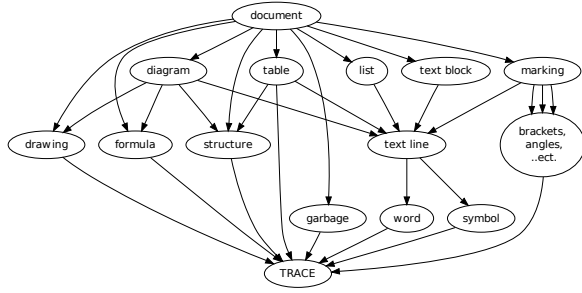 document
diagram
table
list
text block
marking
drawing
formula
structure
text line
brackets,
angles,
..ect.
garbage
word
symbol
TRACE